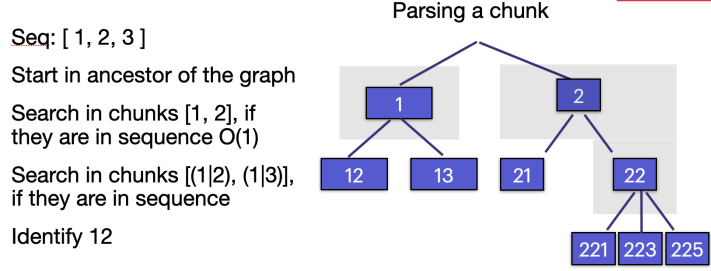 Parsing a chunk
Seq: [ 1, 2, 3 ]
Start in ancestor of the graph
Search in chunks [1, 2], if
they are in sequence O(1)
Search in chunks [(1|2), (1|3)],
if they are in sequence
Identify 12
1
2
12
13
21
22
221
223
225